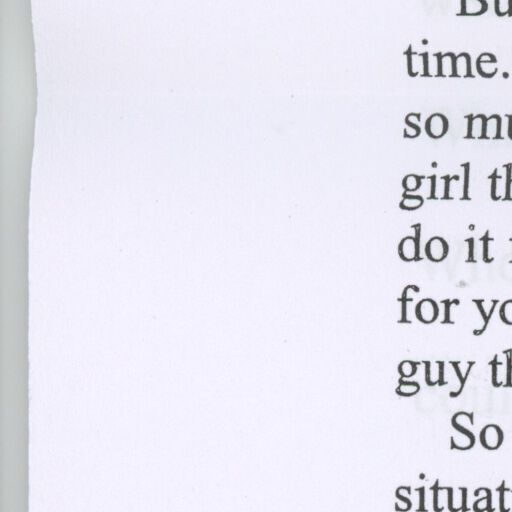 Bu
time.
so mu
girl th
do it
for yo
guy th
So
situat